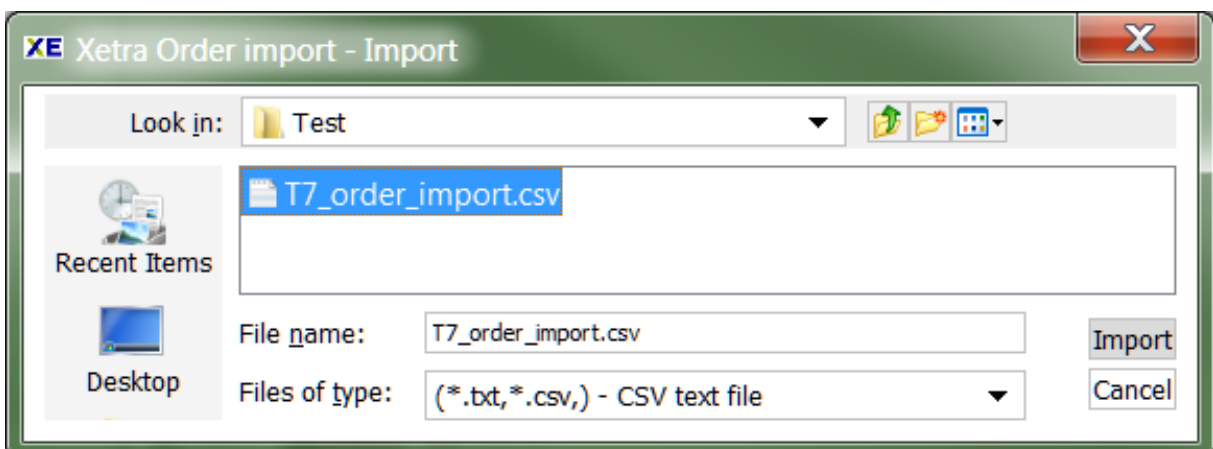 XE Xetra Order import - Import
X
Look in: Test
T7_order_import.csv
Recent Items
File name: T7_order_import.csv
Import
Desktop
Files of type: (*.txt,*.csv,) - CSV text file
Cancel